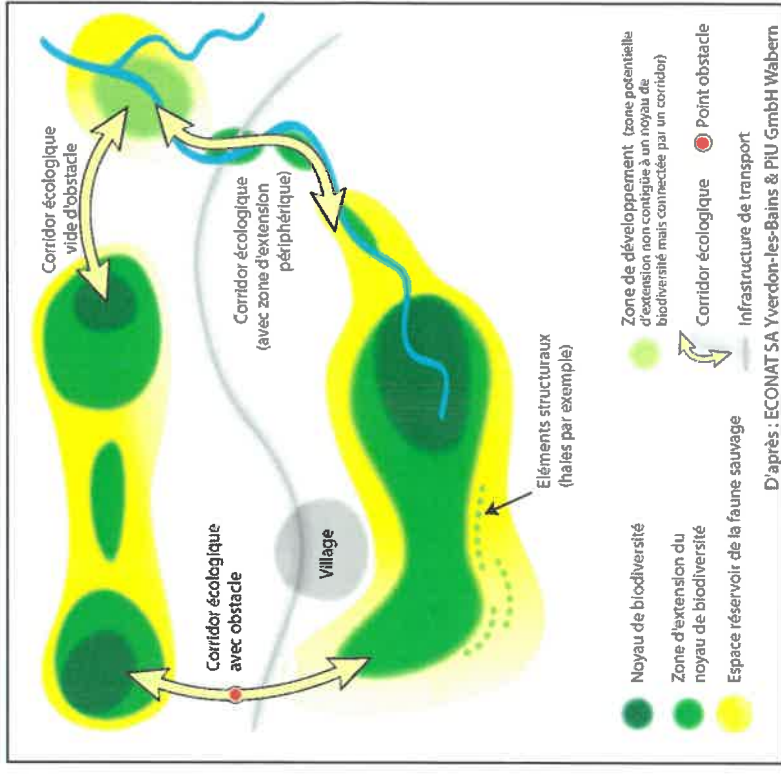 Corridor écologique
vide d'obstacle
Corridor écologique
(avec zone d'extension
périphérique)
Corridor écologique
avec obstacle
Village
Eléments structuraux
(haies par exemple)
Noyau de biodiversité
Zone d'extension du
noyau de biodiversité
Espace réservoir de la faune sauvage
Zone de développement (zone potentielle
d'extension non contigüe à un noyau de
biodiversité mais connectée par un corridor)
Corridor écologique
Point obstacle
Infrastructure de transport
D'après : ECONAT SA Yverdon-les-Bains & PiU GmbH Wabern